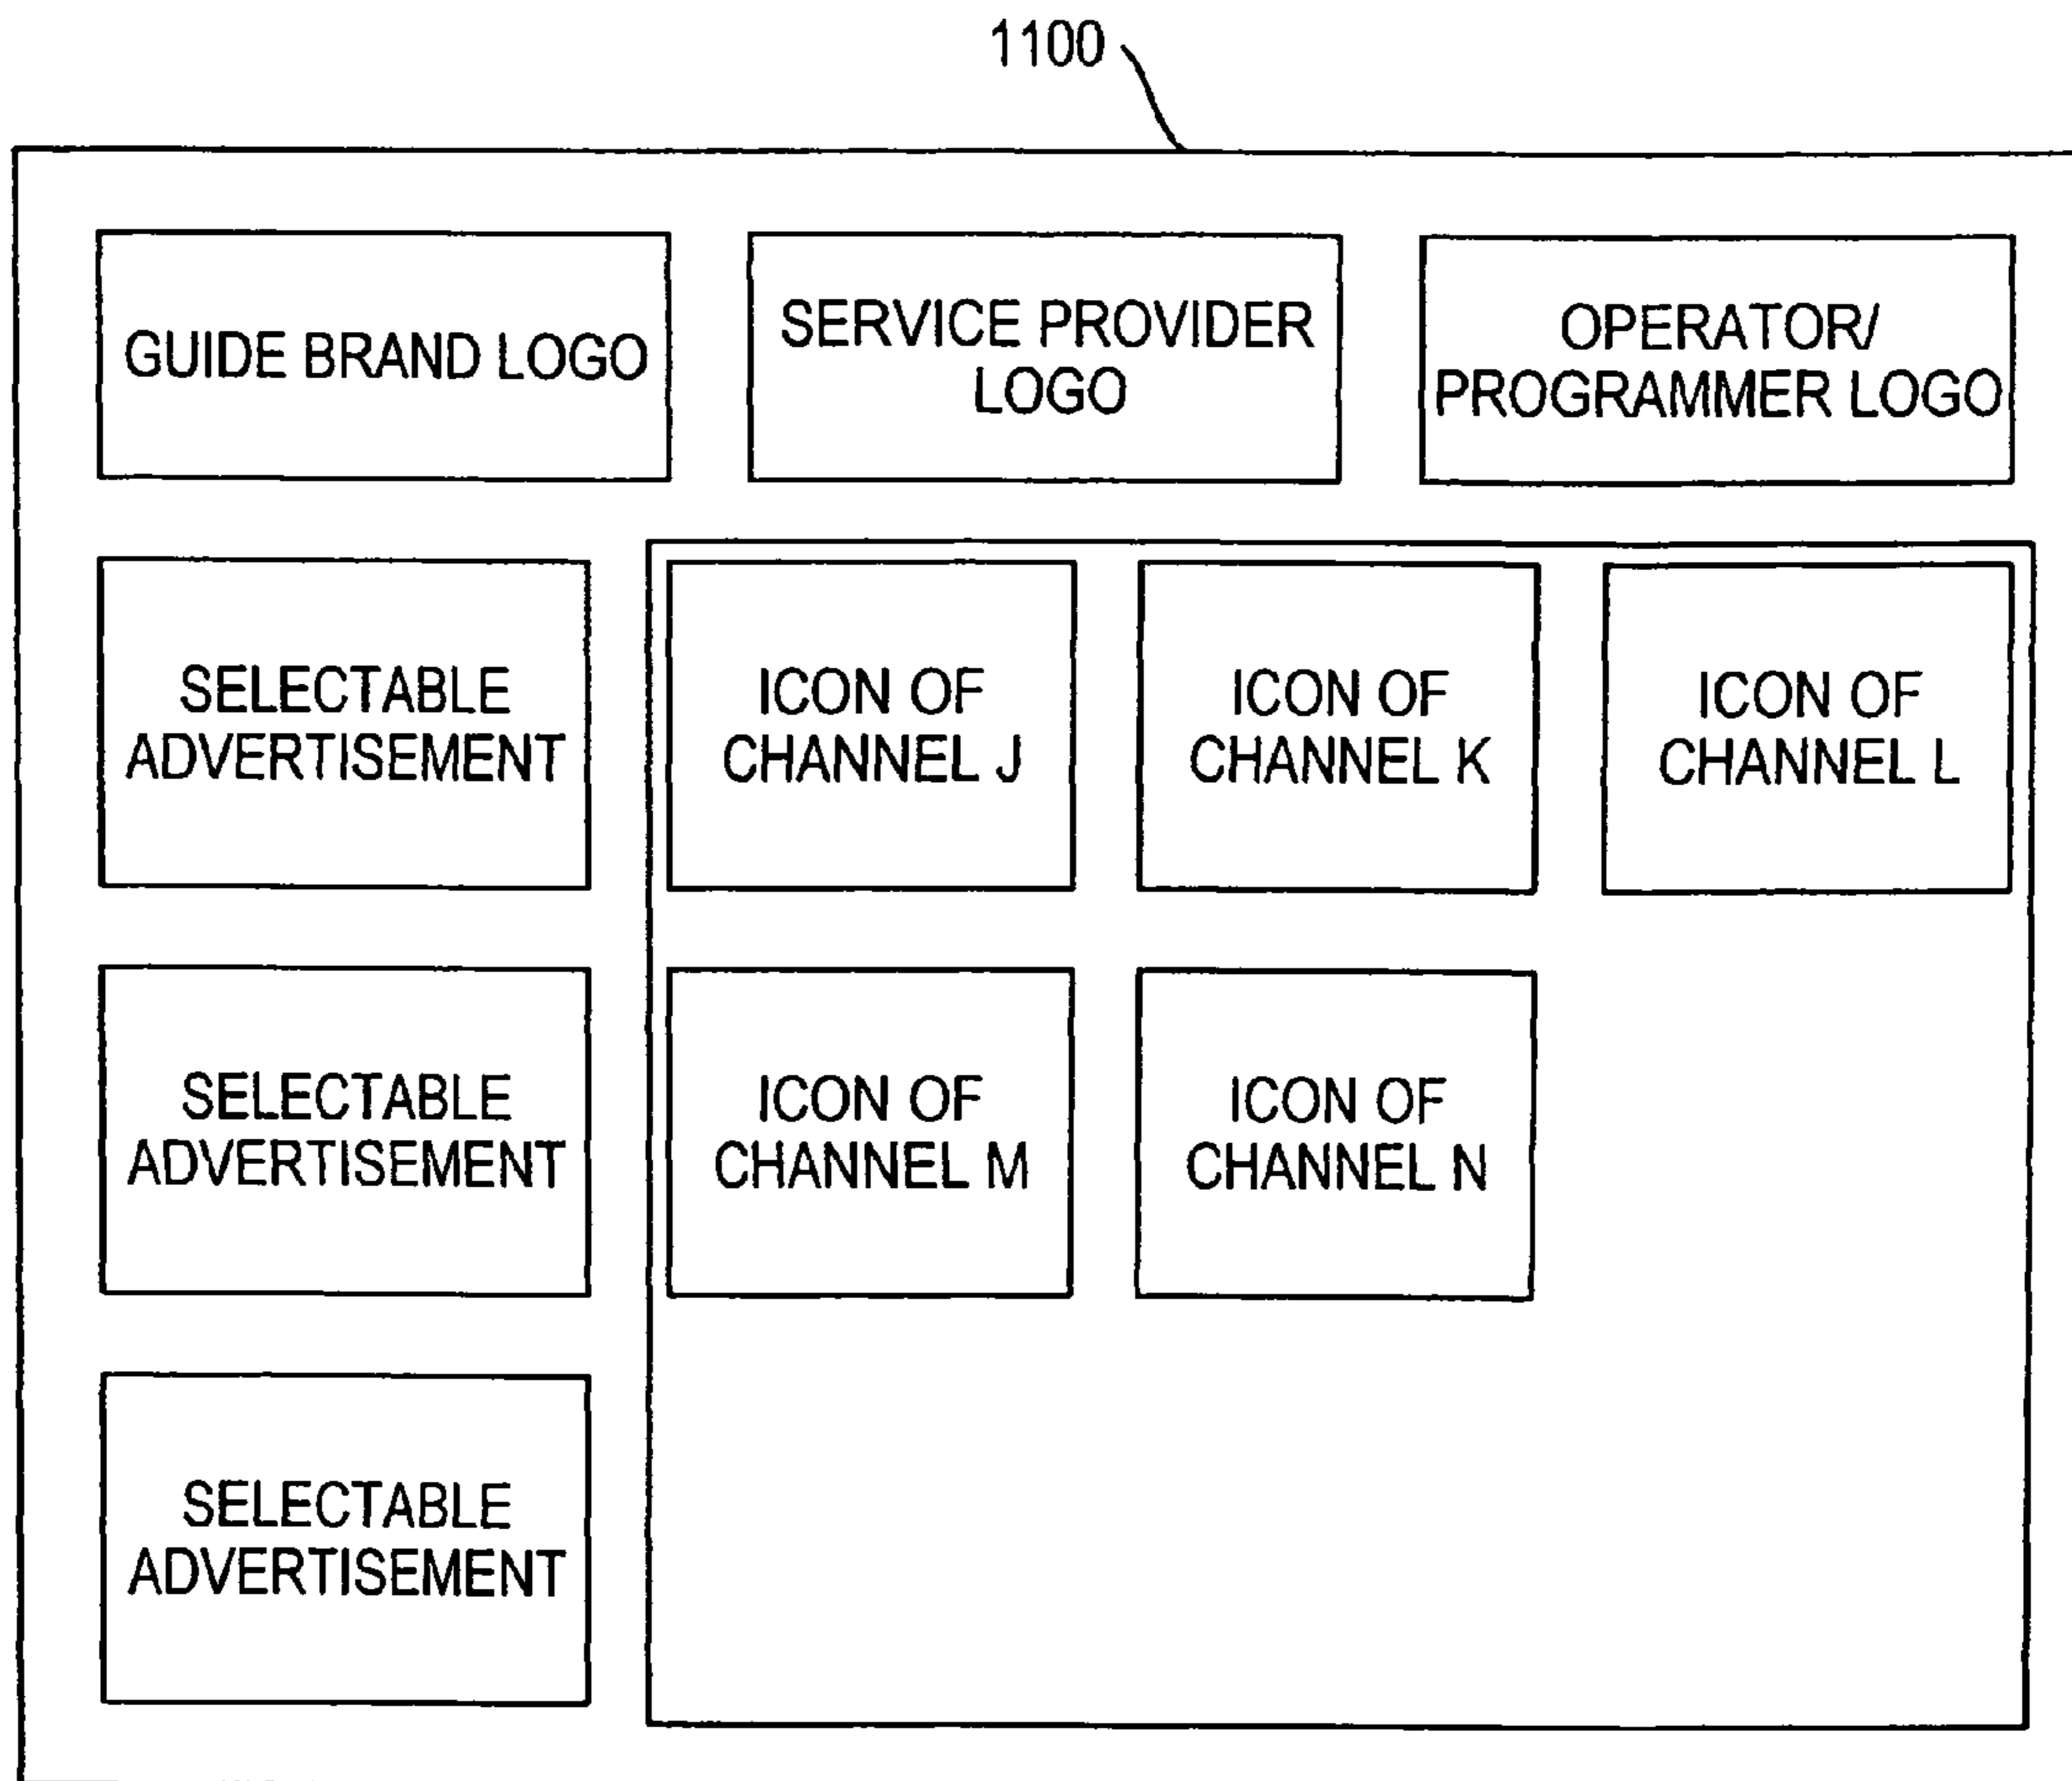 1100
GUIDE BRAND LOGO
SERVICE PROVIDER
LOGO
OPERATOR/
PROGRAMMER LOGO
SELECTABLE
ADVERTISEMENT
ICON OF
CHANNEL J
ICON OF
CHANNEL K
ICON OF
CHANNEL L
SELECTABLE
ADVERTISEMENT
ICON OF
CHANNEL M
ICON OF
CHANNEL N
SELECTABLE
ADVERTISEMENT